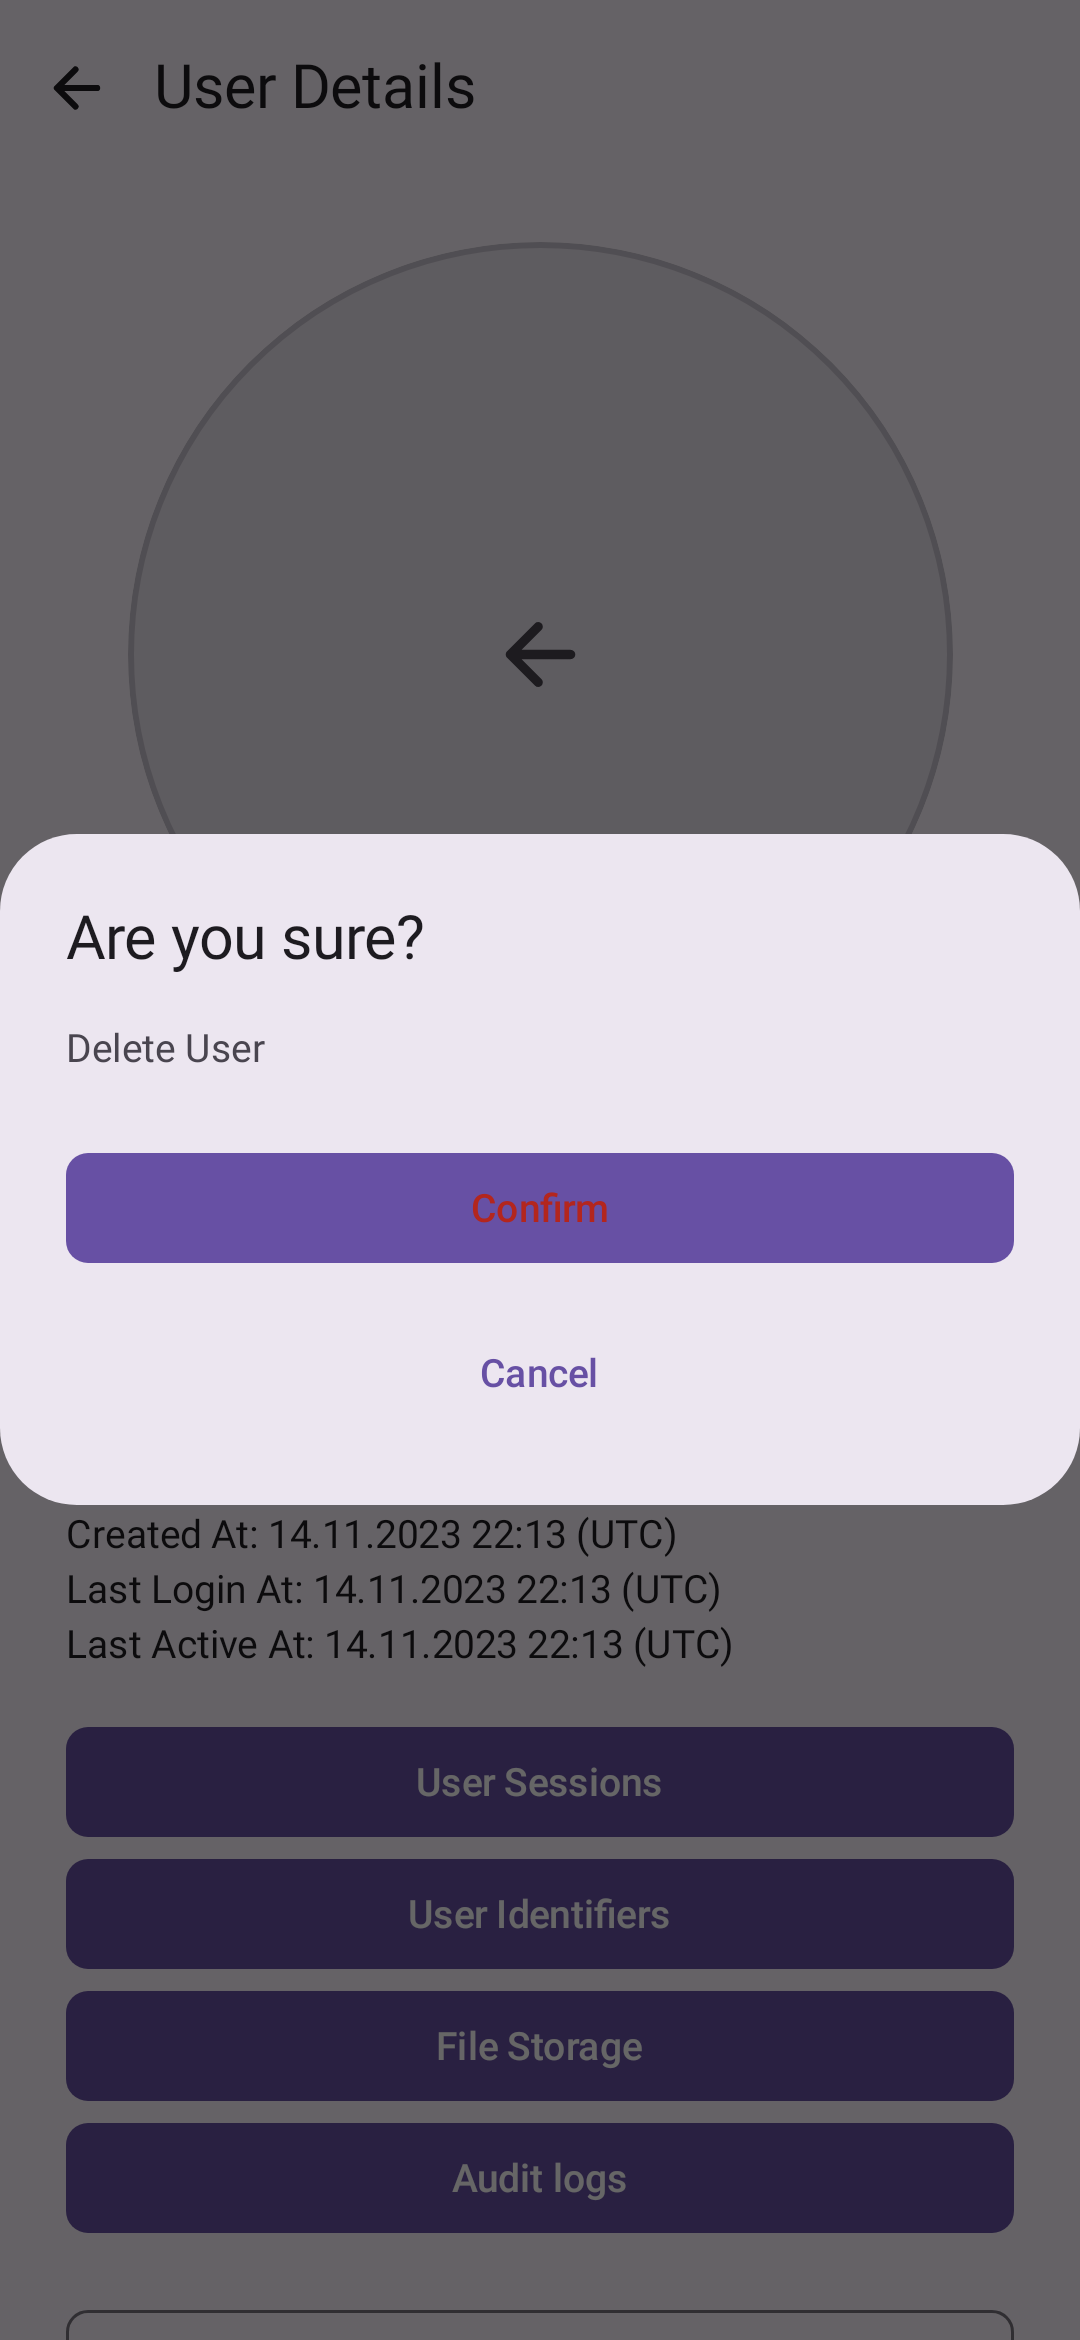 User Details
Are you sure?
Delete User
Confirm
Cancel
Created At: 14.11.2023 22:13 (UTC)
Last Login At: 14.11.2023 22:13 (UTC)
Last Active At: 14.11.2023 22:13 (UTC)
User Sessions
User Identifiers
File Storage
Audit logs